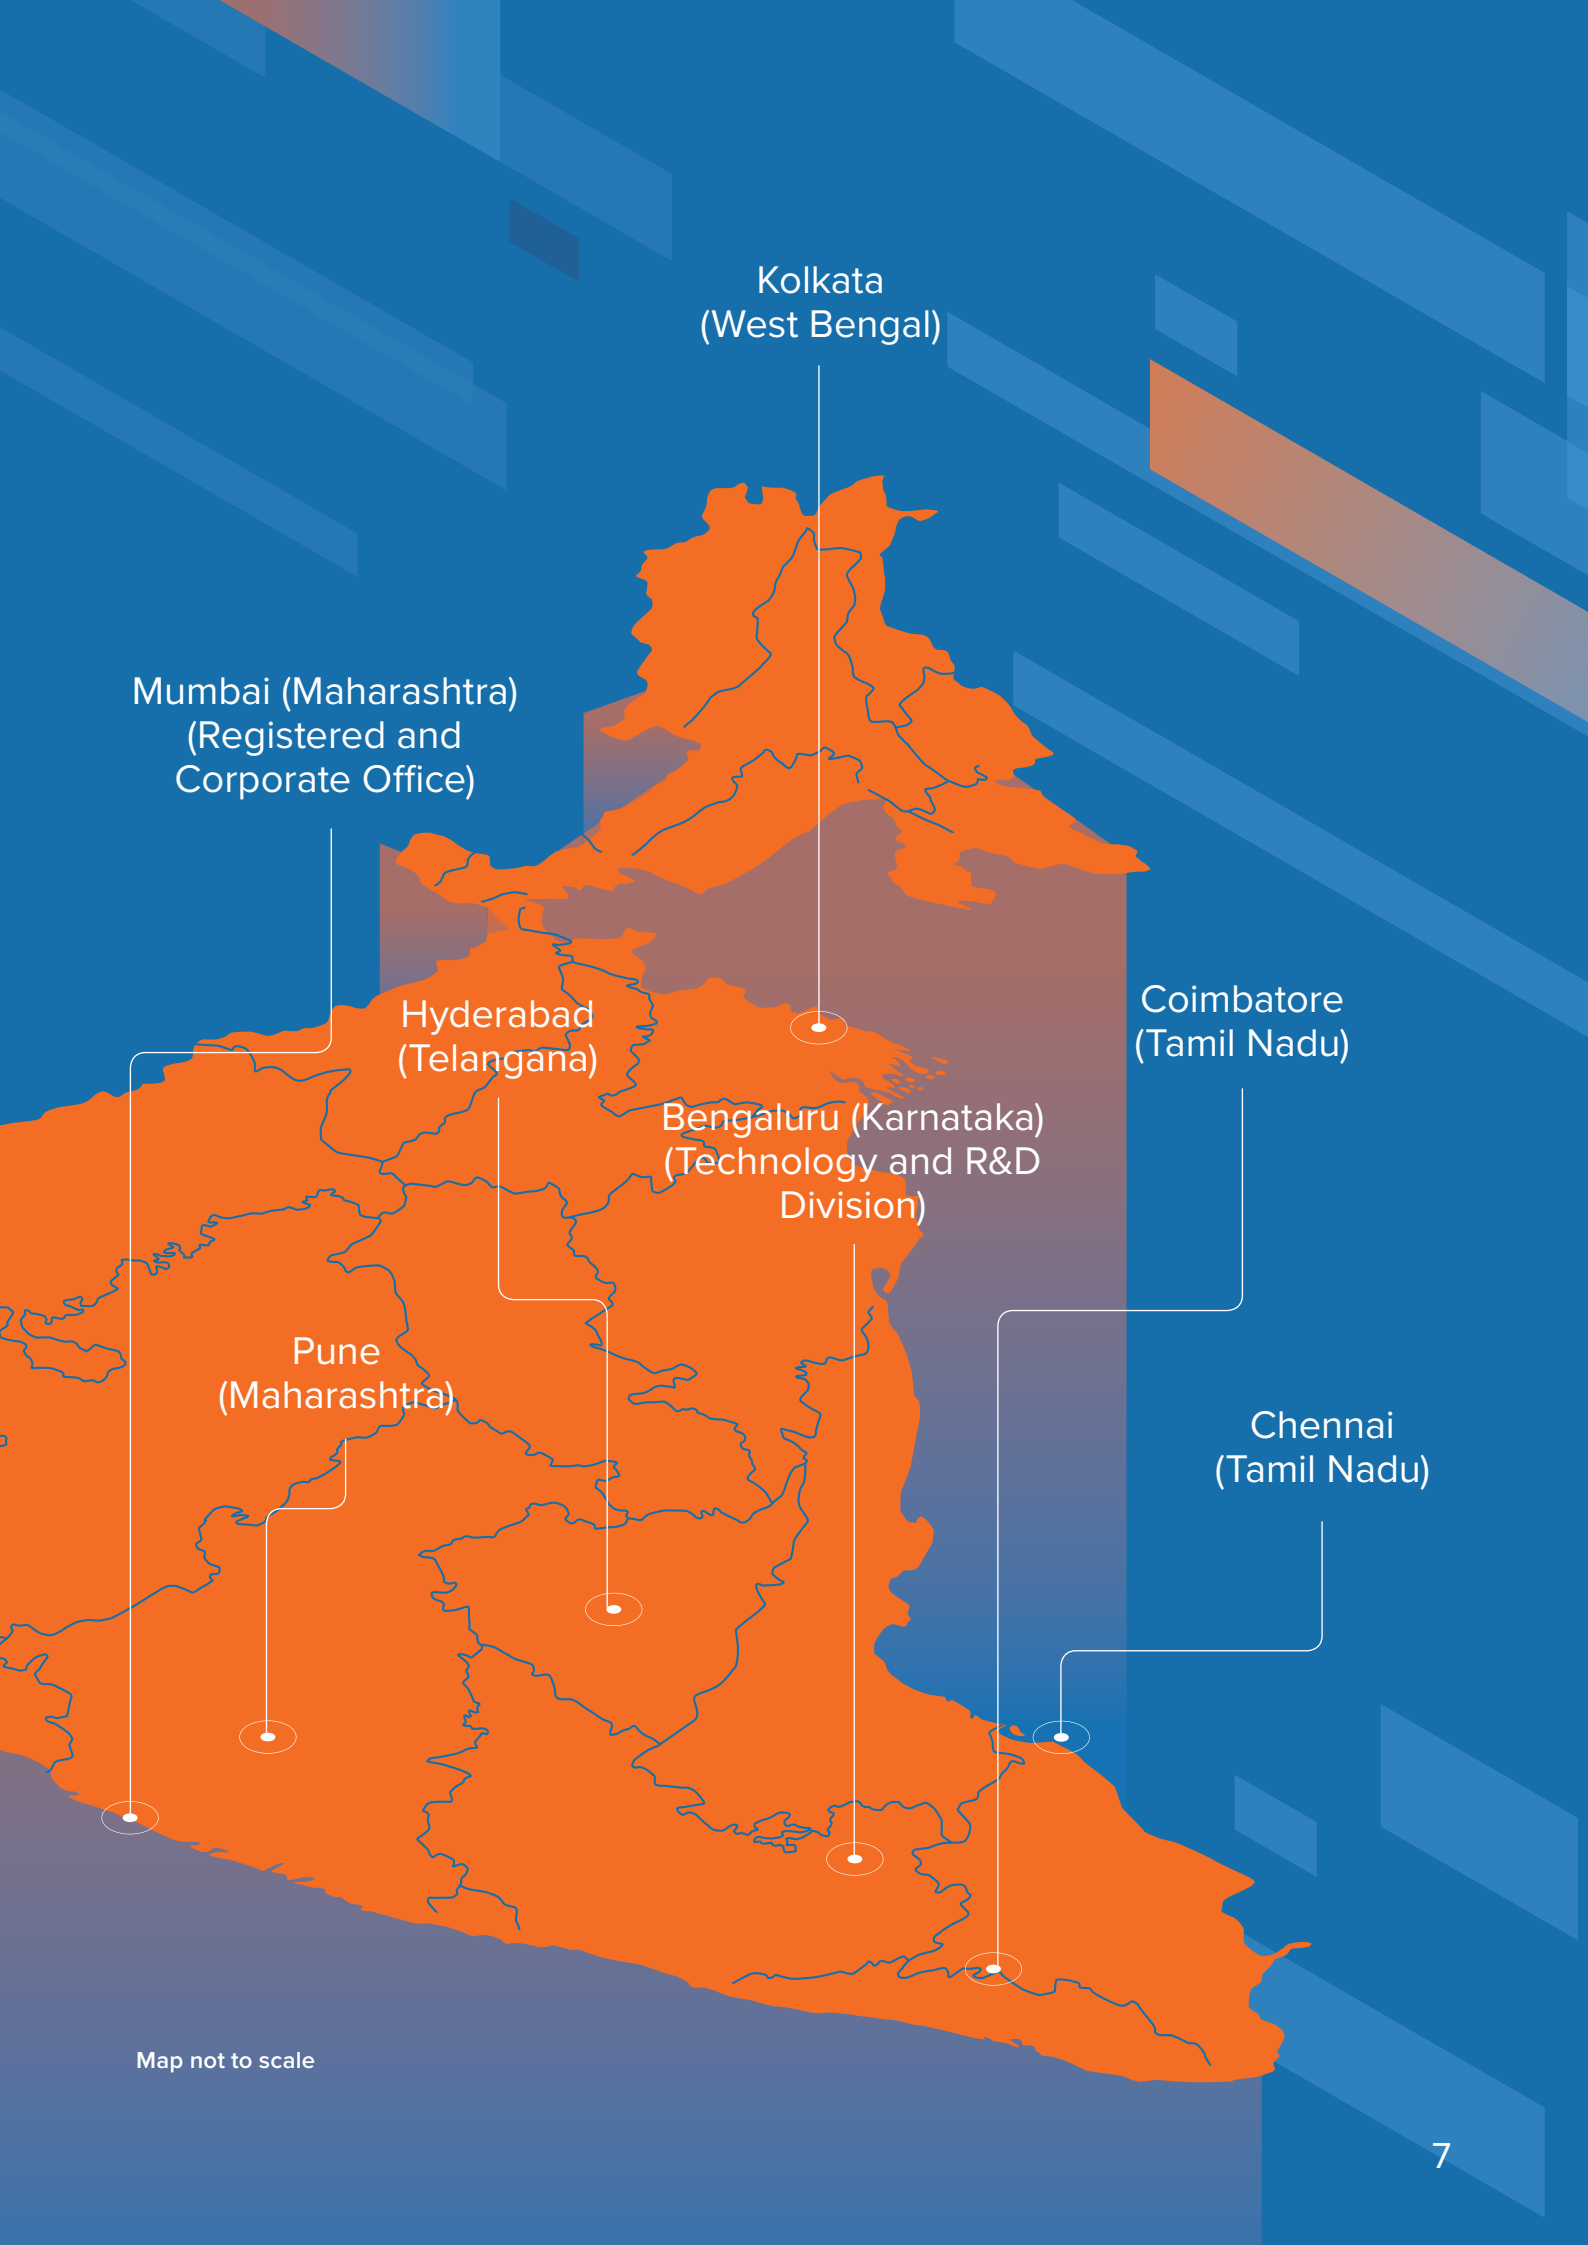 Kolkata
(West Bengal)
Mumbai (Maharashtra)
(Registered and
Corporate Office)
Hyderabad
(Telangana)
Coimbatore
(Tamil Nadu)
Bengaluru (Karnataka)
(Technology and R&D
Division)
Pune
(Maharashtra)
Chennai
(Tamil Nadu)
Map not to scale
7